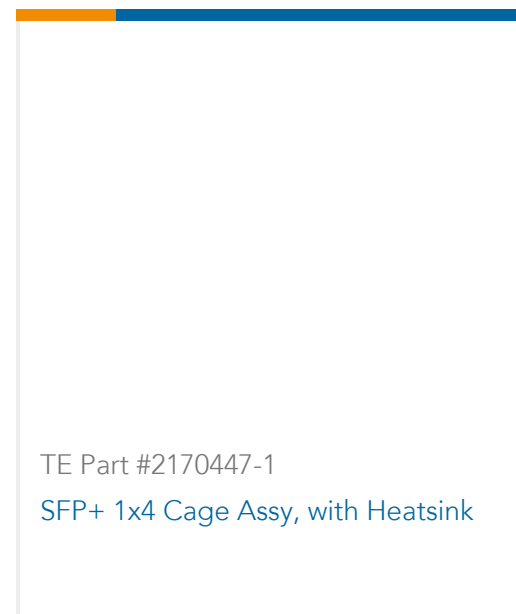 TE Part #2170447-1
SFP+ 1x4 Cage Assy, with Heatsink